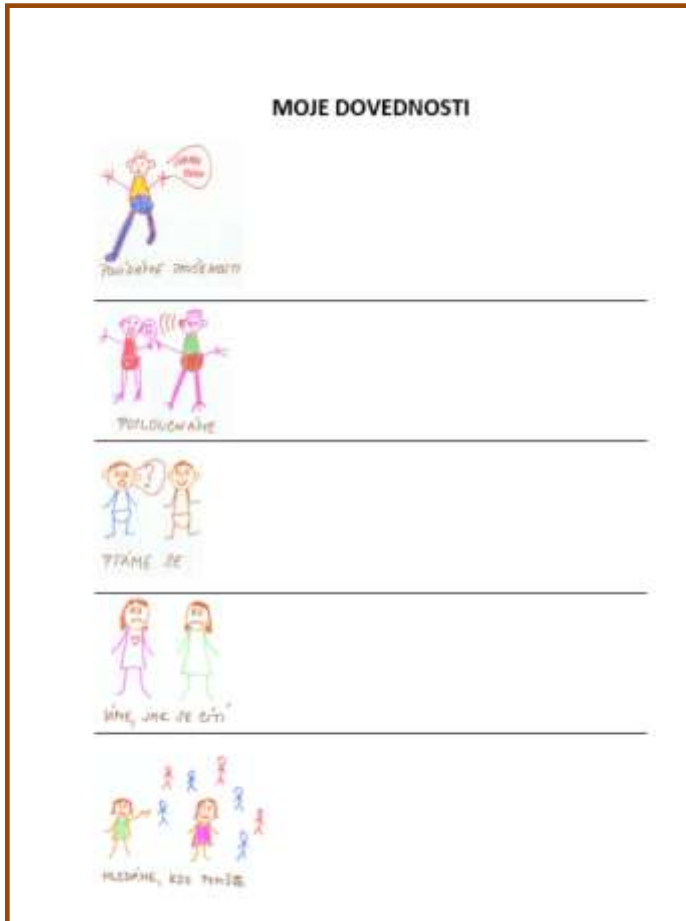 MOJE DOVEDNOSTI
POSLOUCHÁME
PTÁME SE
VÍME, JAK SE CÍTÍ
HLEDÁME, KDO POMŮŽE